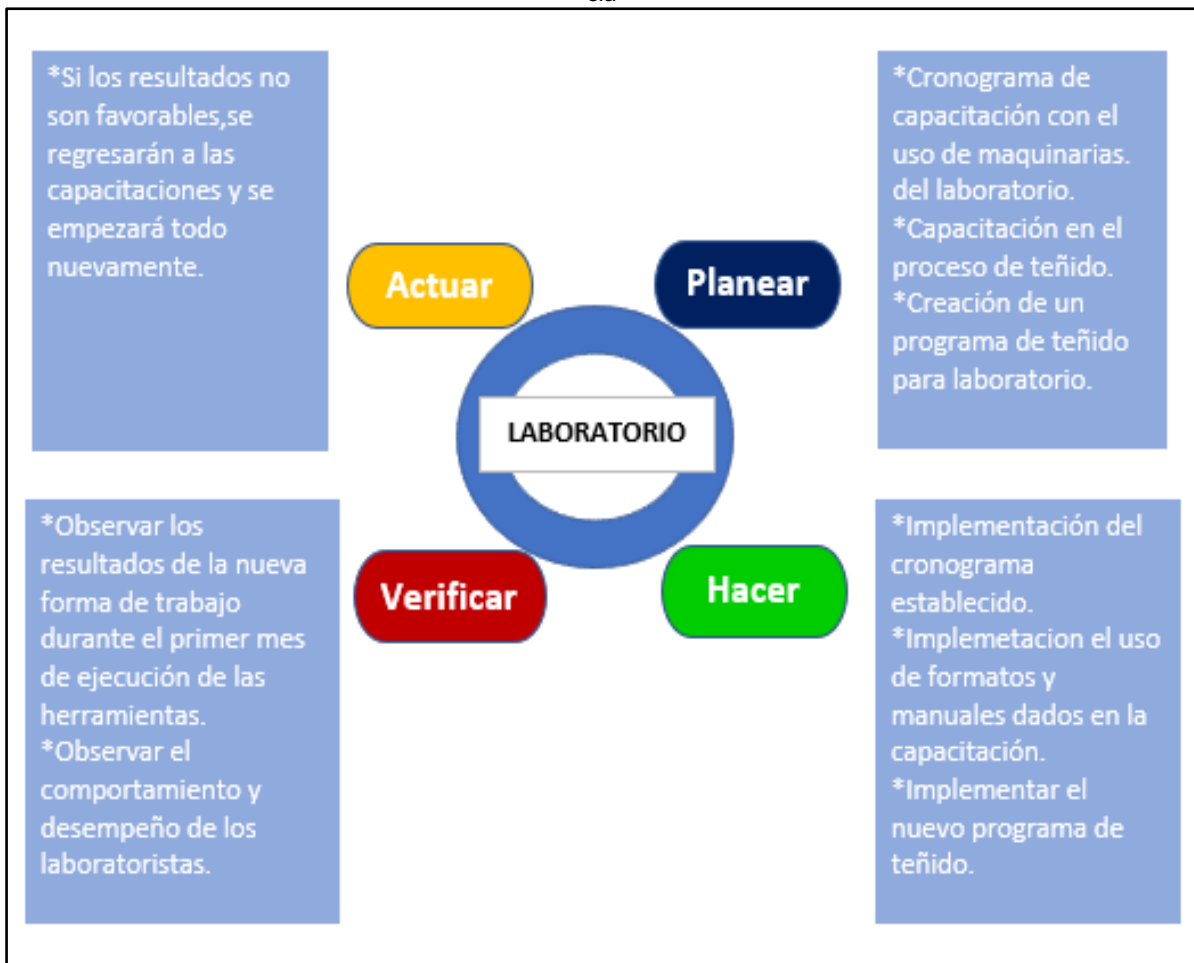 *Si los resultados no
son favorables,se
regresarán a las
capacitaciones y se
empezará todo
nuevamente.
*Cronograma de
capacitación con el
uso de maquinarias.
del laboratorio.
*Capacitación en el
proceso de teñido.
*Creación de un
programa de teñido
para laboratorio.
Actuar
Planear
LABORATORIO
Verificar
Hacer
*Observar los
resultados de la nueva
forma de trabajo
durante el primer mes
de ejecución de las
herramientas.
*Observar el
comportamiento y
desempeño de los
laboratoristas.
*Implementación del
cronograma
establecido.
*Implemetacion el uso
de formatos y
manuales dados en la
capacitación.
*Implementar el
nuevo programa de
teñido.